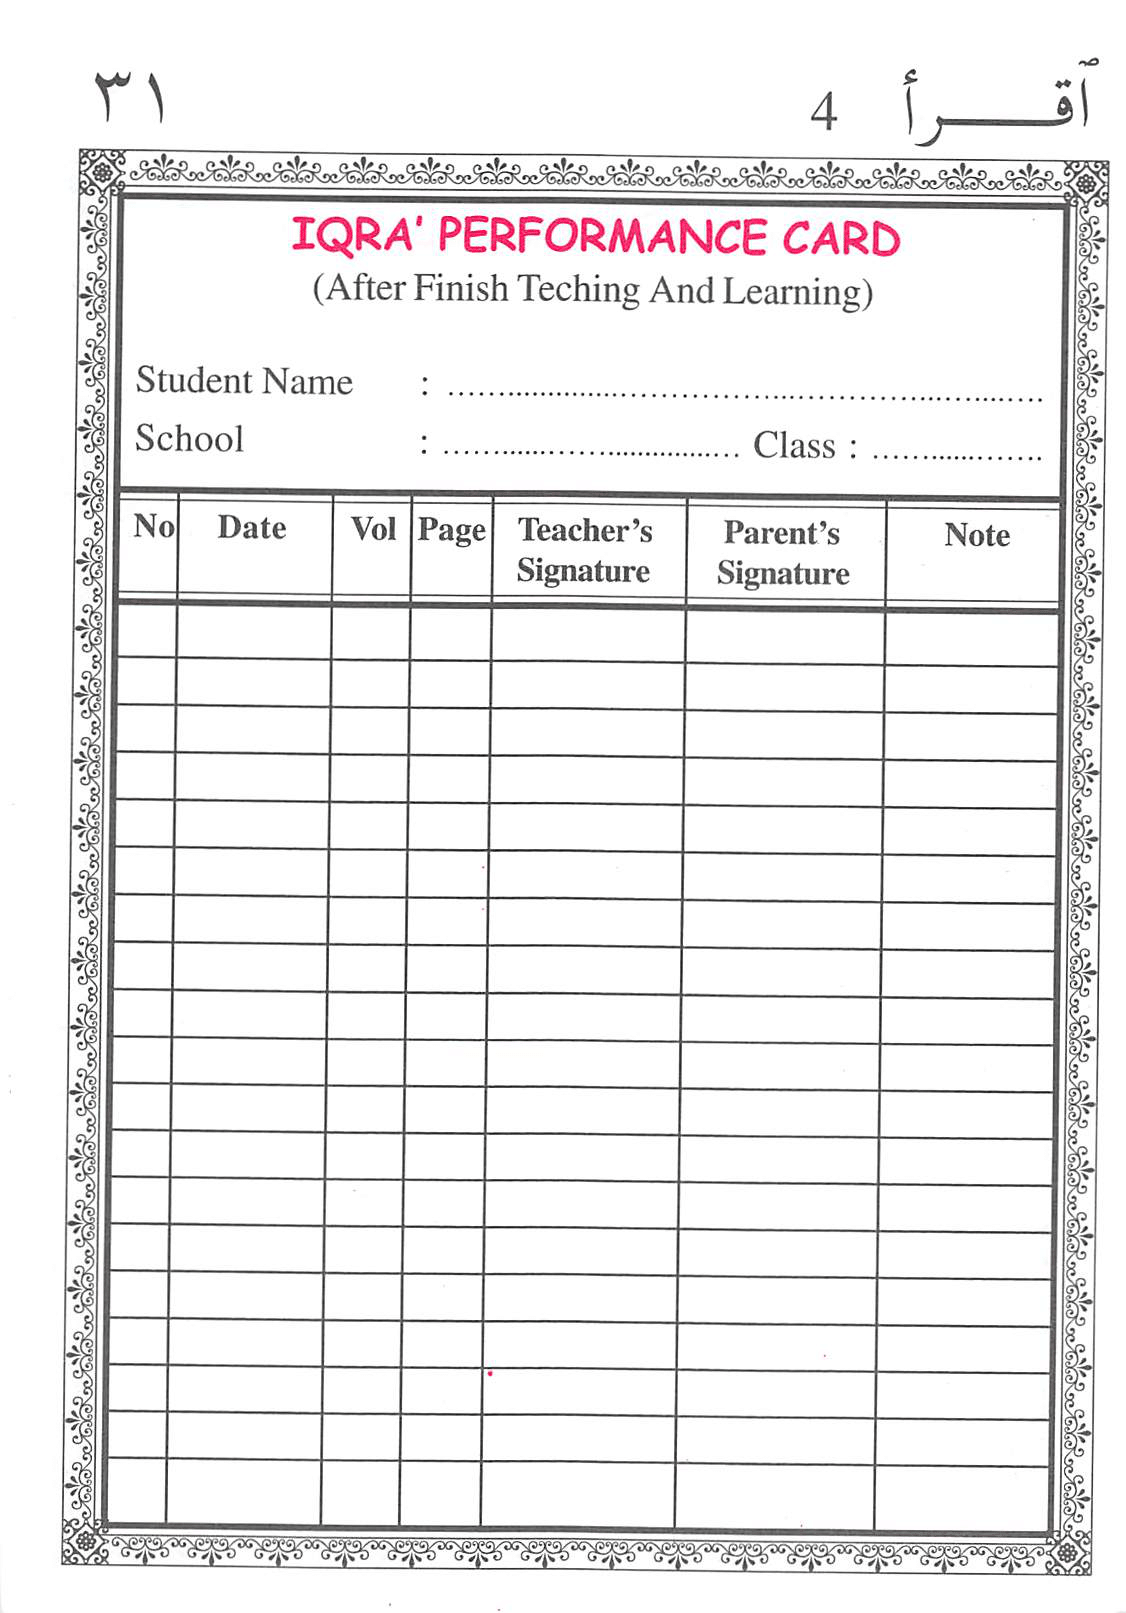 ٣١ 4 ٱقـــرأ
IQRA' PERFORMANCE CARD
(After Finish Teching And Learning)
Student Name : ................................................................
School : ................................ Class : ..................
No Date Vol Page Teacher's Signature Parent's Signature Note